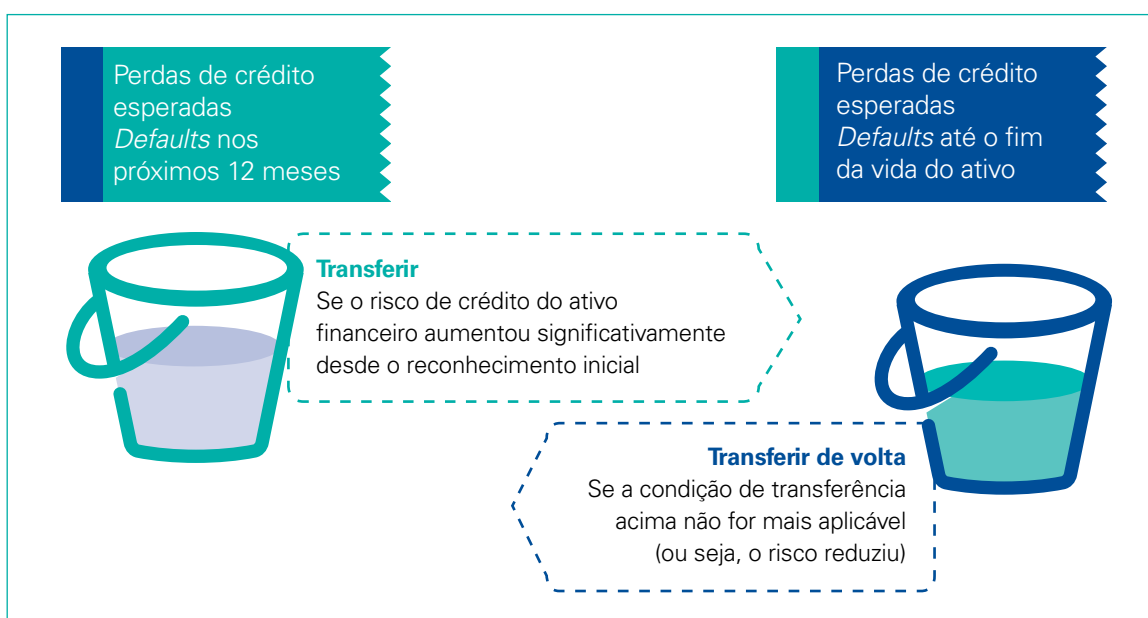 Perdas de crédito
esperadas
Defaults nos
próximos 12 meses
Perdas de crédito
esperadas
Defaults até o fim
da vida do ativo
Transferir
Se o risco de crédito do ativo
financeiro aumentou significativamente
desde o reconhecimento inicial
Transferir de volta
Se a condição de transferência
acima não for mais aplicável
(ou seja, o risco reduziu)